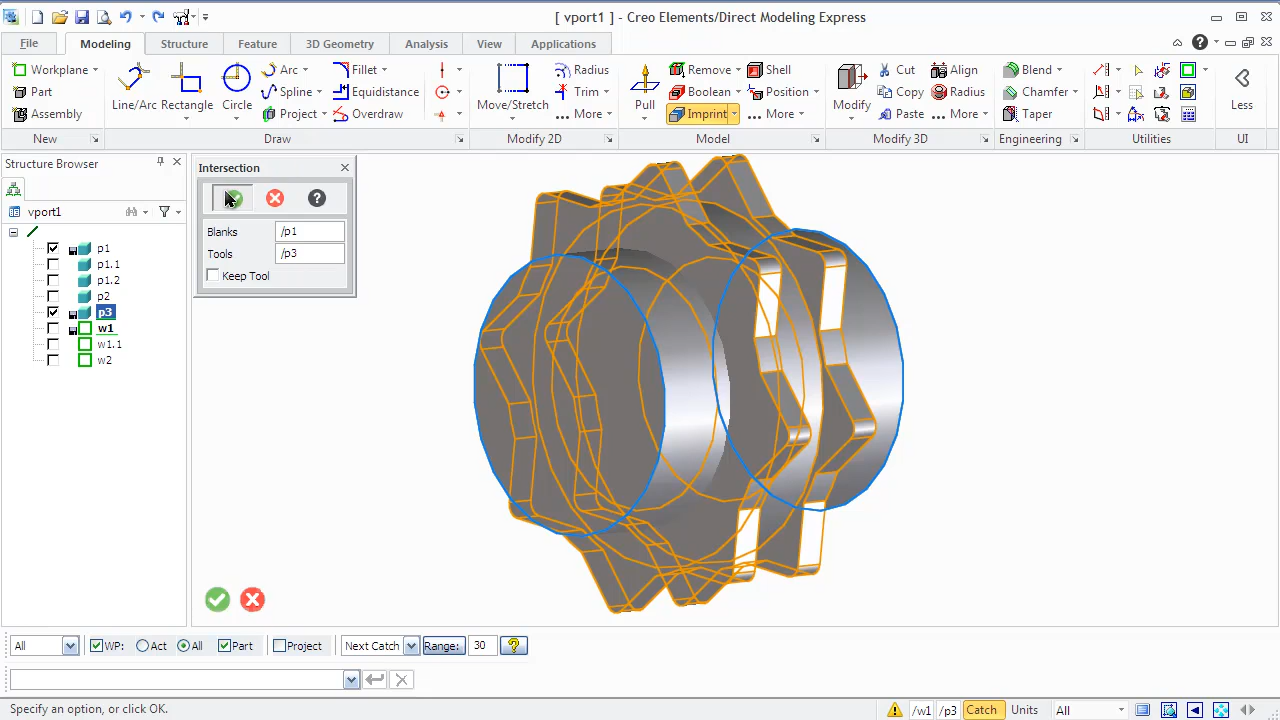 [ vport1 ] - Creo Elements/Direct Modeling Express
File Modeling Structure Feature 3D Geometry Analysis View Applications
Workplane Arc Fillet Radius Remove Shell Cut Align Blend
Part Spline Equidistance Trim Boolean Position Copy Radius Chamfer
Assembly Project Overdraw More Imprint More Paste More Taper
Line/Arc Rectangle Circle Move/Stretch Pull Modify Less
New Draw Modify 2D Model Modify 3D Engineering Utilities UI
Structure Browser
vport1
p1
p1.1
p1.2
p2
p3
w1
w1.1
w2
Intersection
Blanks /p1
Tools /p3
Keep Tool
All WP: Act All Part Project Next Catch Range: 30
Specify an option, or click OK. /w1 /p3 Catch Units All